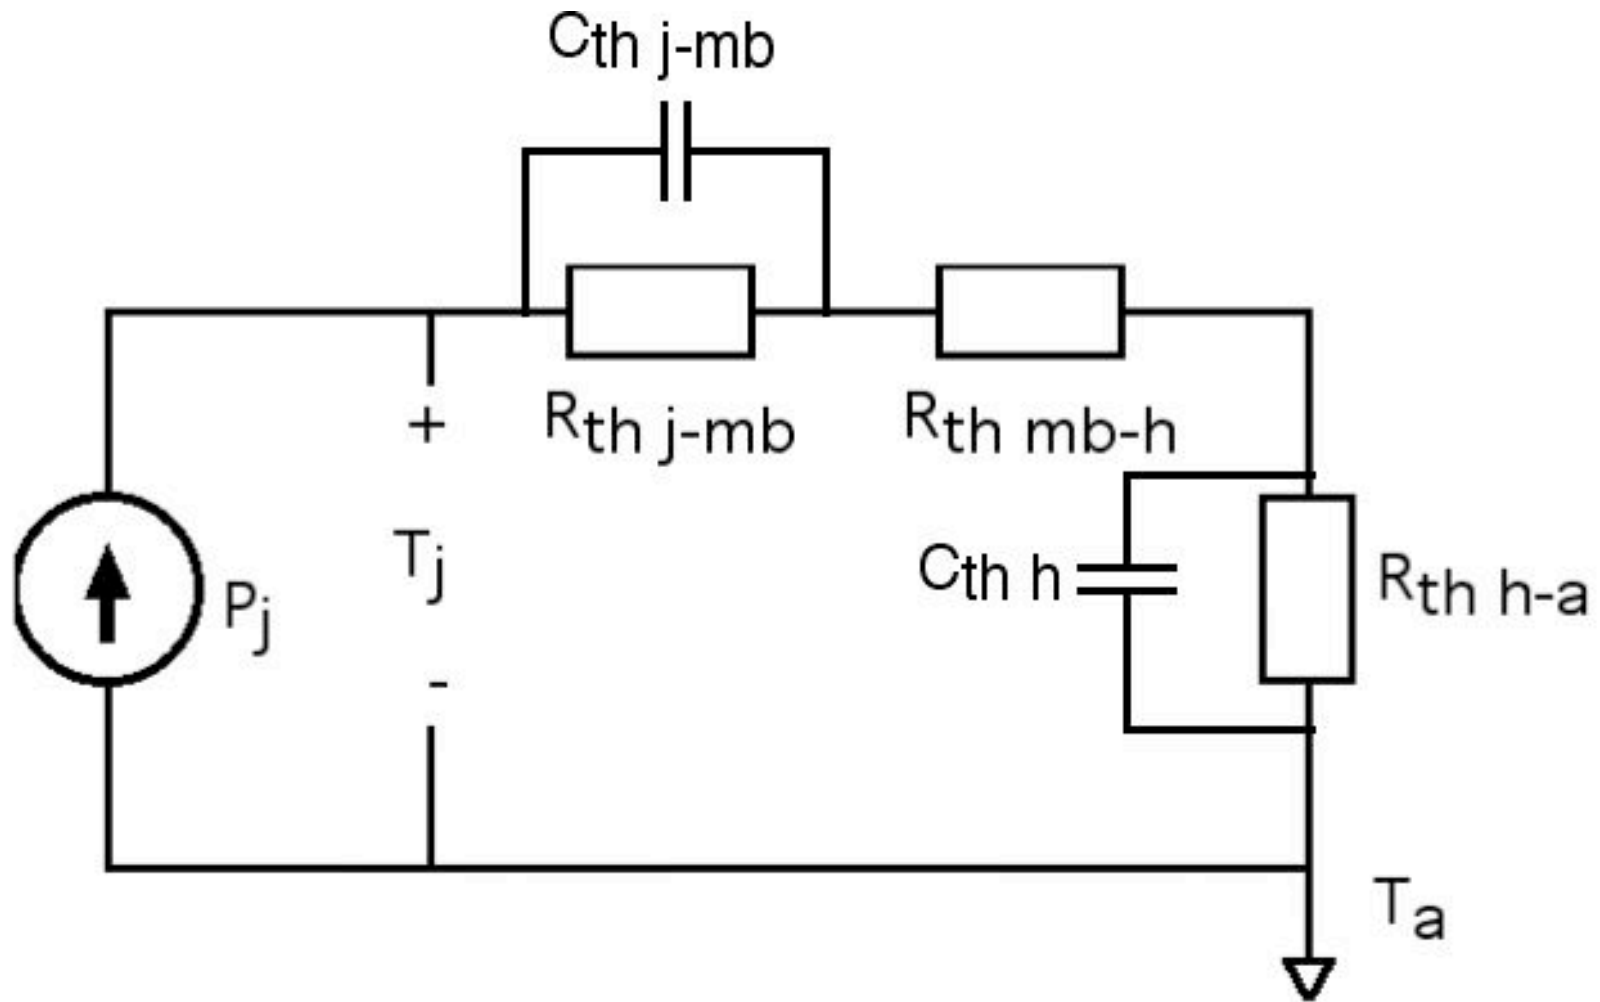 Cth j-mb
+
Rth j-mb
Rth mb-h
Tj
Cth h
Rth h-a
Pj
-
Ta